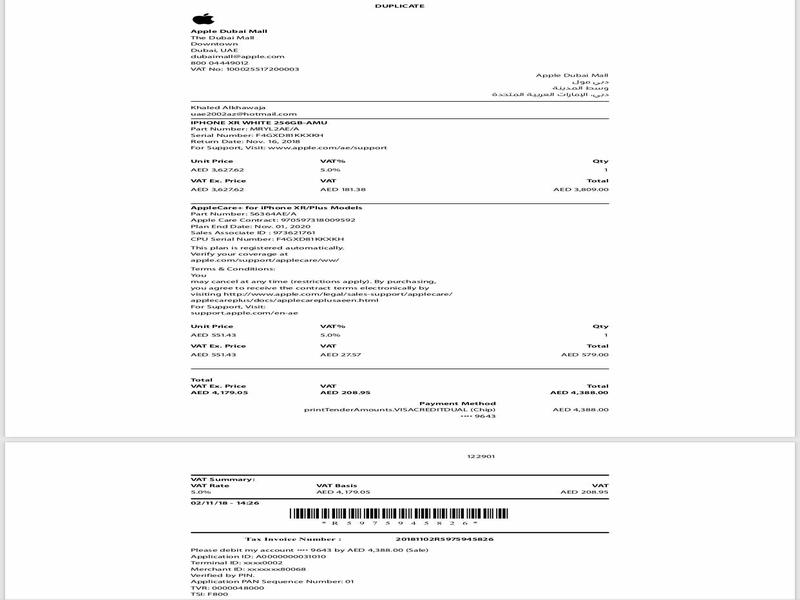 DUPLICATE
Apple Dubai Mall
The Dubai Mall
Downtown
Dubai, UAE
dubaimall@apple.com
800 04449012
VAT No: 100025517200003
Apple Dubai Mall
دبي مول
وسط المدينة
دبي، الإمارات العربية المتحدة
Khaled Alkhawaja
uae2002az@hotmail.com
IPHONE XR WHITE 256GB-AMU
Part Number: MRYL2AE/A
Serial Number: F4GXD81KKXKH
Return Date: Nov. 16, 2018
For Support, Visit: www.apple.com/ae/support
Unit Price VAT% Qty
AED 3,627.62 5.0% 1
VAT Ex. Price VAT Total
AED 3,627.62 AED 181.38 AED 3,809.00
AppleCare+ for iPhone XR/Plus Models
Part Number: S6364AE/A
Apple Care Contract: 970597318009592
Plan End Date: Nov. 01, 2020
Sales Associate ID : 973621761
CPU Serial Number: F4GXD81KKXKH
This plan is registered automatically.
Verify your coverage at
apple.com/support/applecare/ww/
Terms & Conditions:
You
may cancel at any time (restrictions apply). By purchasing,
you agree to receive the contract terms electronically by
visiting http://www.apple.com/legal/sales-support/applecare/
applecareplus/docs/applecareplusaeen.html
For Support, Visit:
support.apple.com/en-ae
Unit Price VAT% Qty
AED 551.43 5.0% 1
VAT Ex. Price VAT Total
AED 551.43 AED 27.57 AED 579.00
Total
VAT Ex. Price VAT Total
AED 4,179.05 AED 208.95 AED 4,388.00
Payment Method
printTenderAmounts.VISACREDITDUAL (Chip) AED 4,388.00
•••• 9643
122901
VAT Summary:
VAT Rate VAT Basis VAT
5.0% AED 4,179.05 AED 208.95
02/11/18 - 14:26
*R5975945826*
Tax Invoice Number : 20181102R5975945826
Please debit my account •••• 9643 by AED 4,388.00 (Sale)
Application ID: A0000000031010
Terminal ID: xxxx0002
Merchant ID: xxxxxxx80068
Verified by PIN.
Application PAN Sequence Number: 01
TVR: 0000048000
TSI: F800